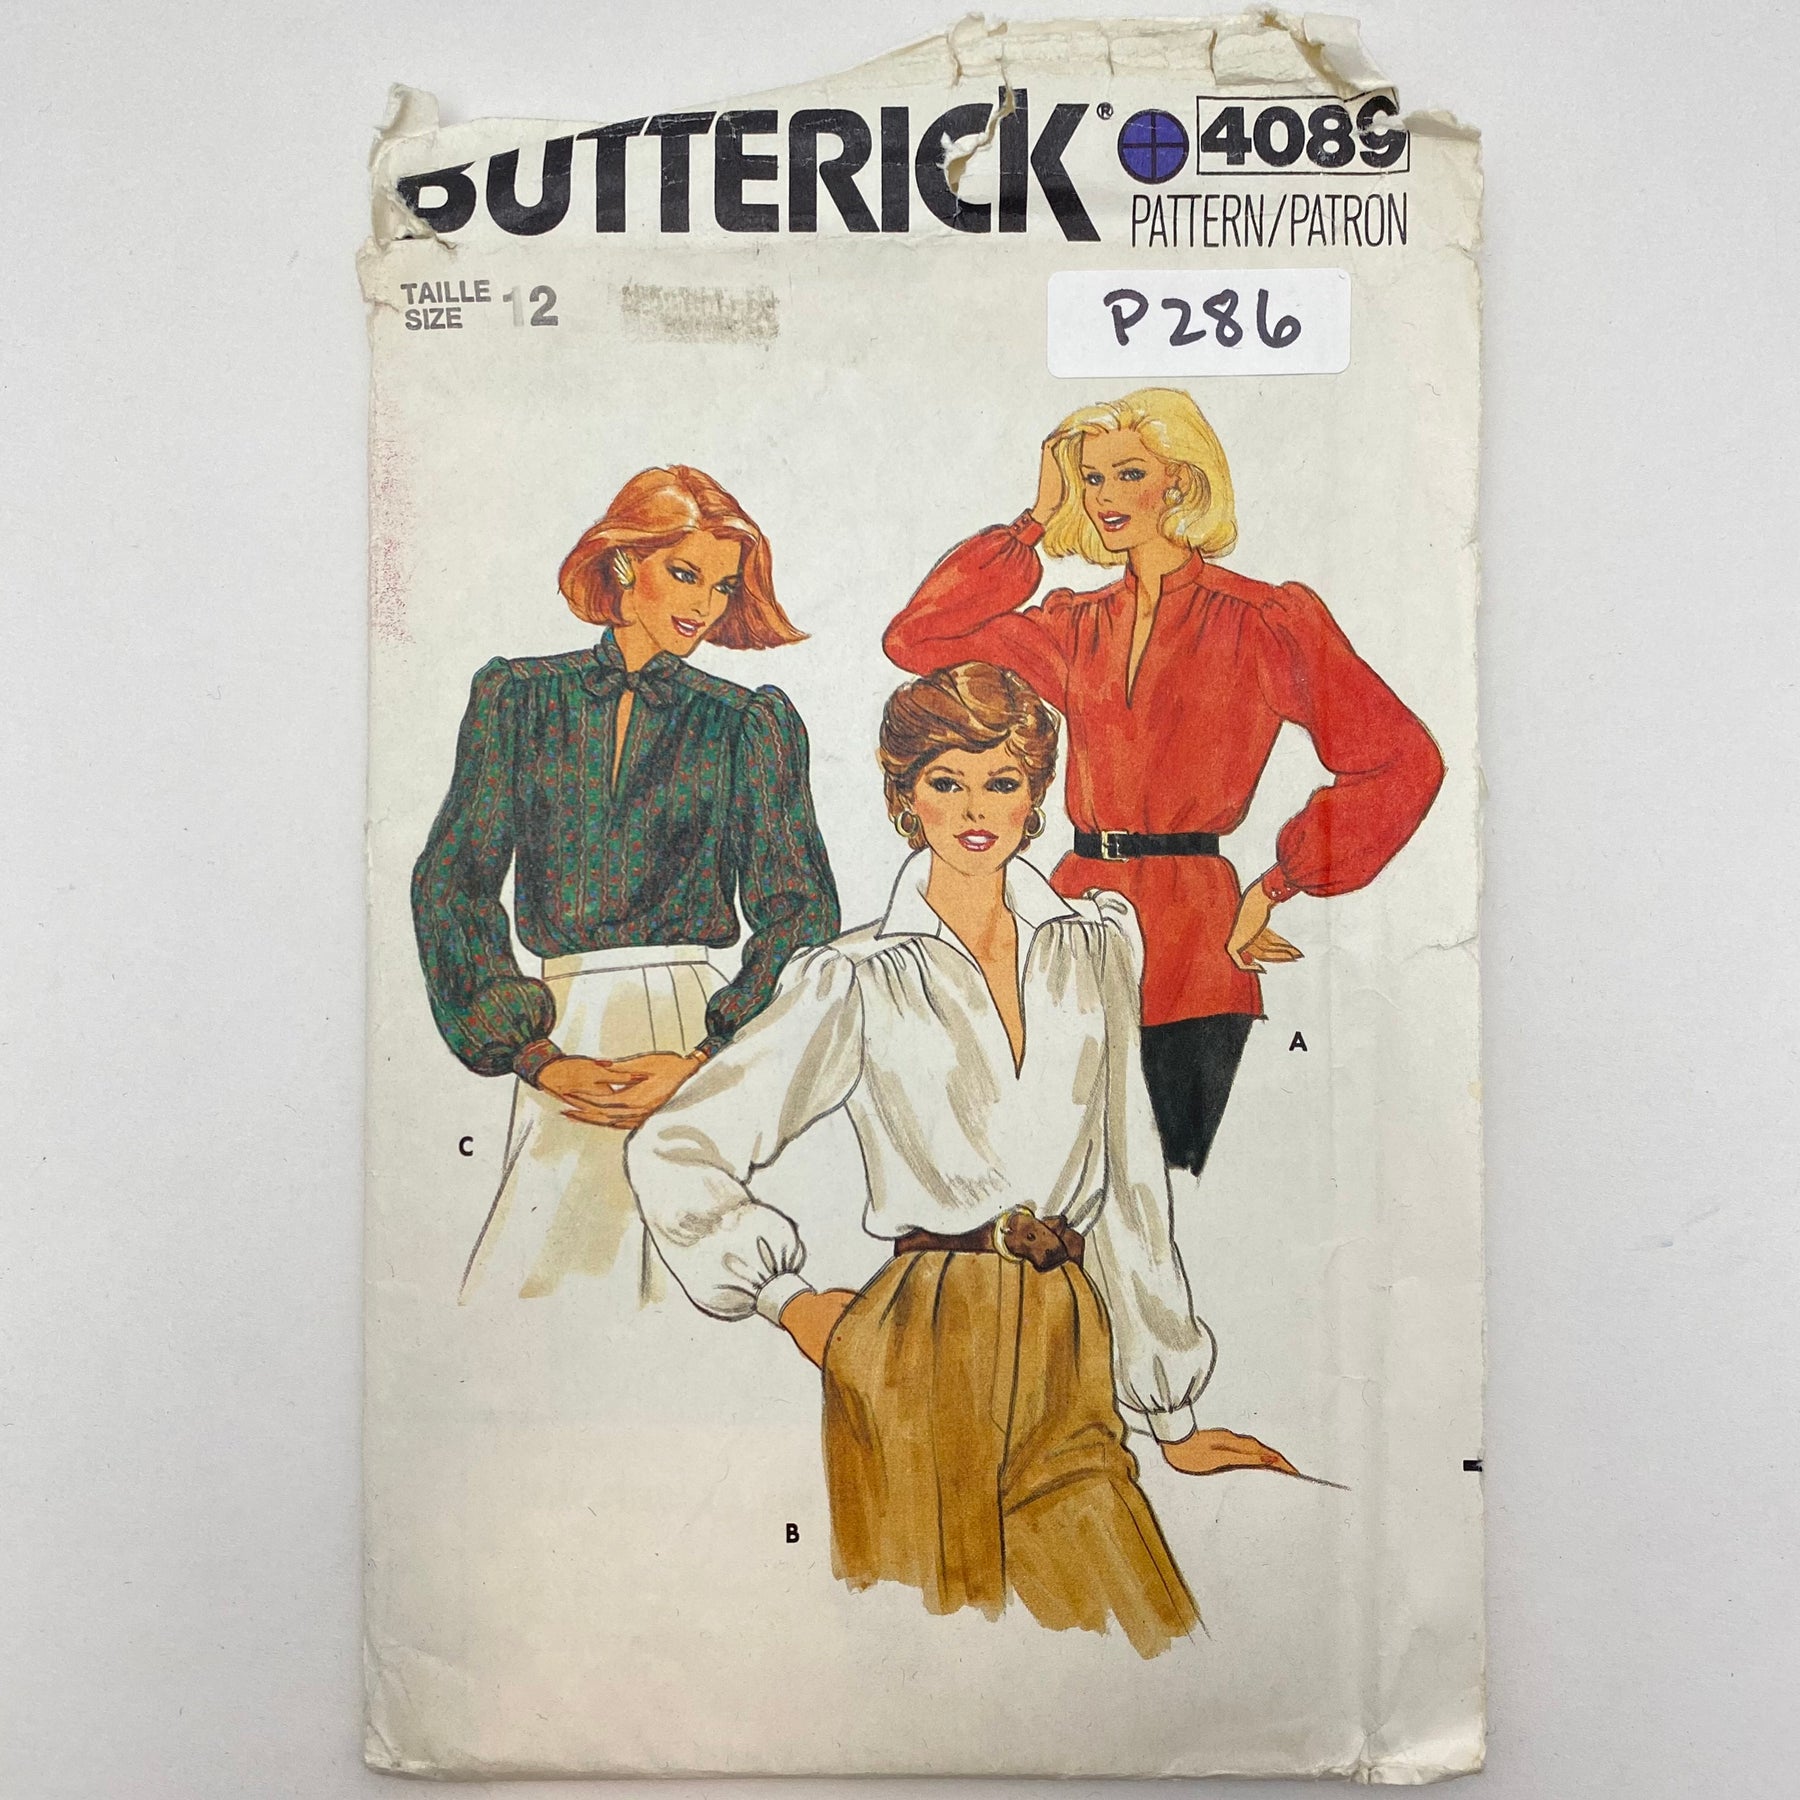 BUTTERICK® 4089
PATTERN/PATRON
TAILLE
SIZE 12
P286
A
C
B